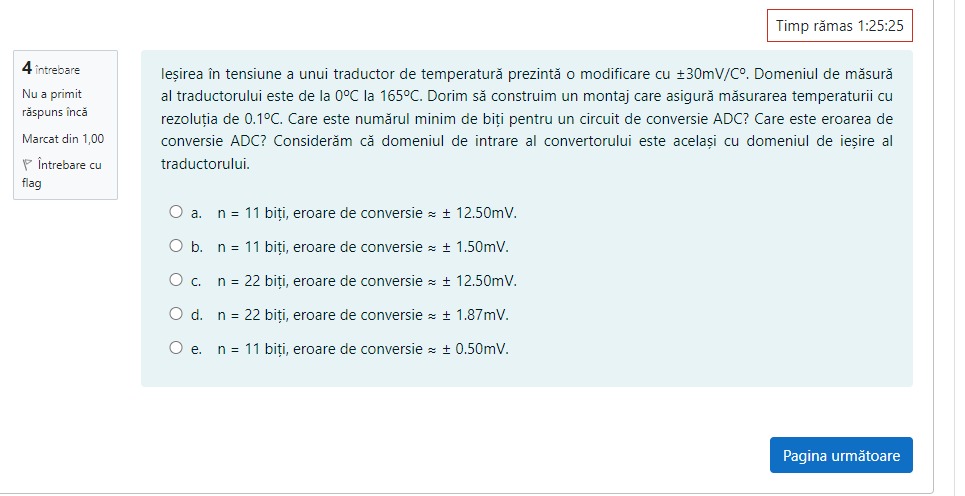 Timp rămas 1:25:25
4 întrebare
Nu a primit
răspuns încă
Marcat din 1,00
Întrebare cu
flag
Ieșirea în tensiune a unui traductor de temperatură prezintă o modificare cu ±30mV/Cº. Domeniul de măsură
al traductorului este de la 0ºC la 165ºC. Dorim să construim un montaj care asigură măsurarea temperaturii cu
rezoluția de 0.1ºC. Care este numărul minim de biți pentru un circuit de conversie ADC? Care este eroarea de
conversie ADC? Considerăm că domeniul de intrare al convertorului este același cu domeniul de ieșire al
traductorului.
a. n = 11 biți, eroare de conversie ≈ ± 12.50mV.
b. n = 11 biți, eroare de conversie ≈ ± 1.50mV.
c. n = 22 biți, eroare de conversie ≈ ± 12.50mV.
d. n = 22 biți, eroare de conversie ≈ ± 1.87mV.
e. n = 11 biți, eroare de conversie ≈ ± 0.50mV.
Pagina următoare